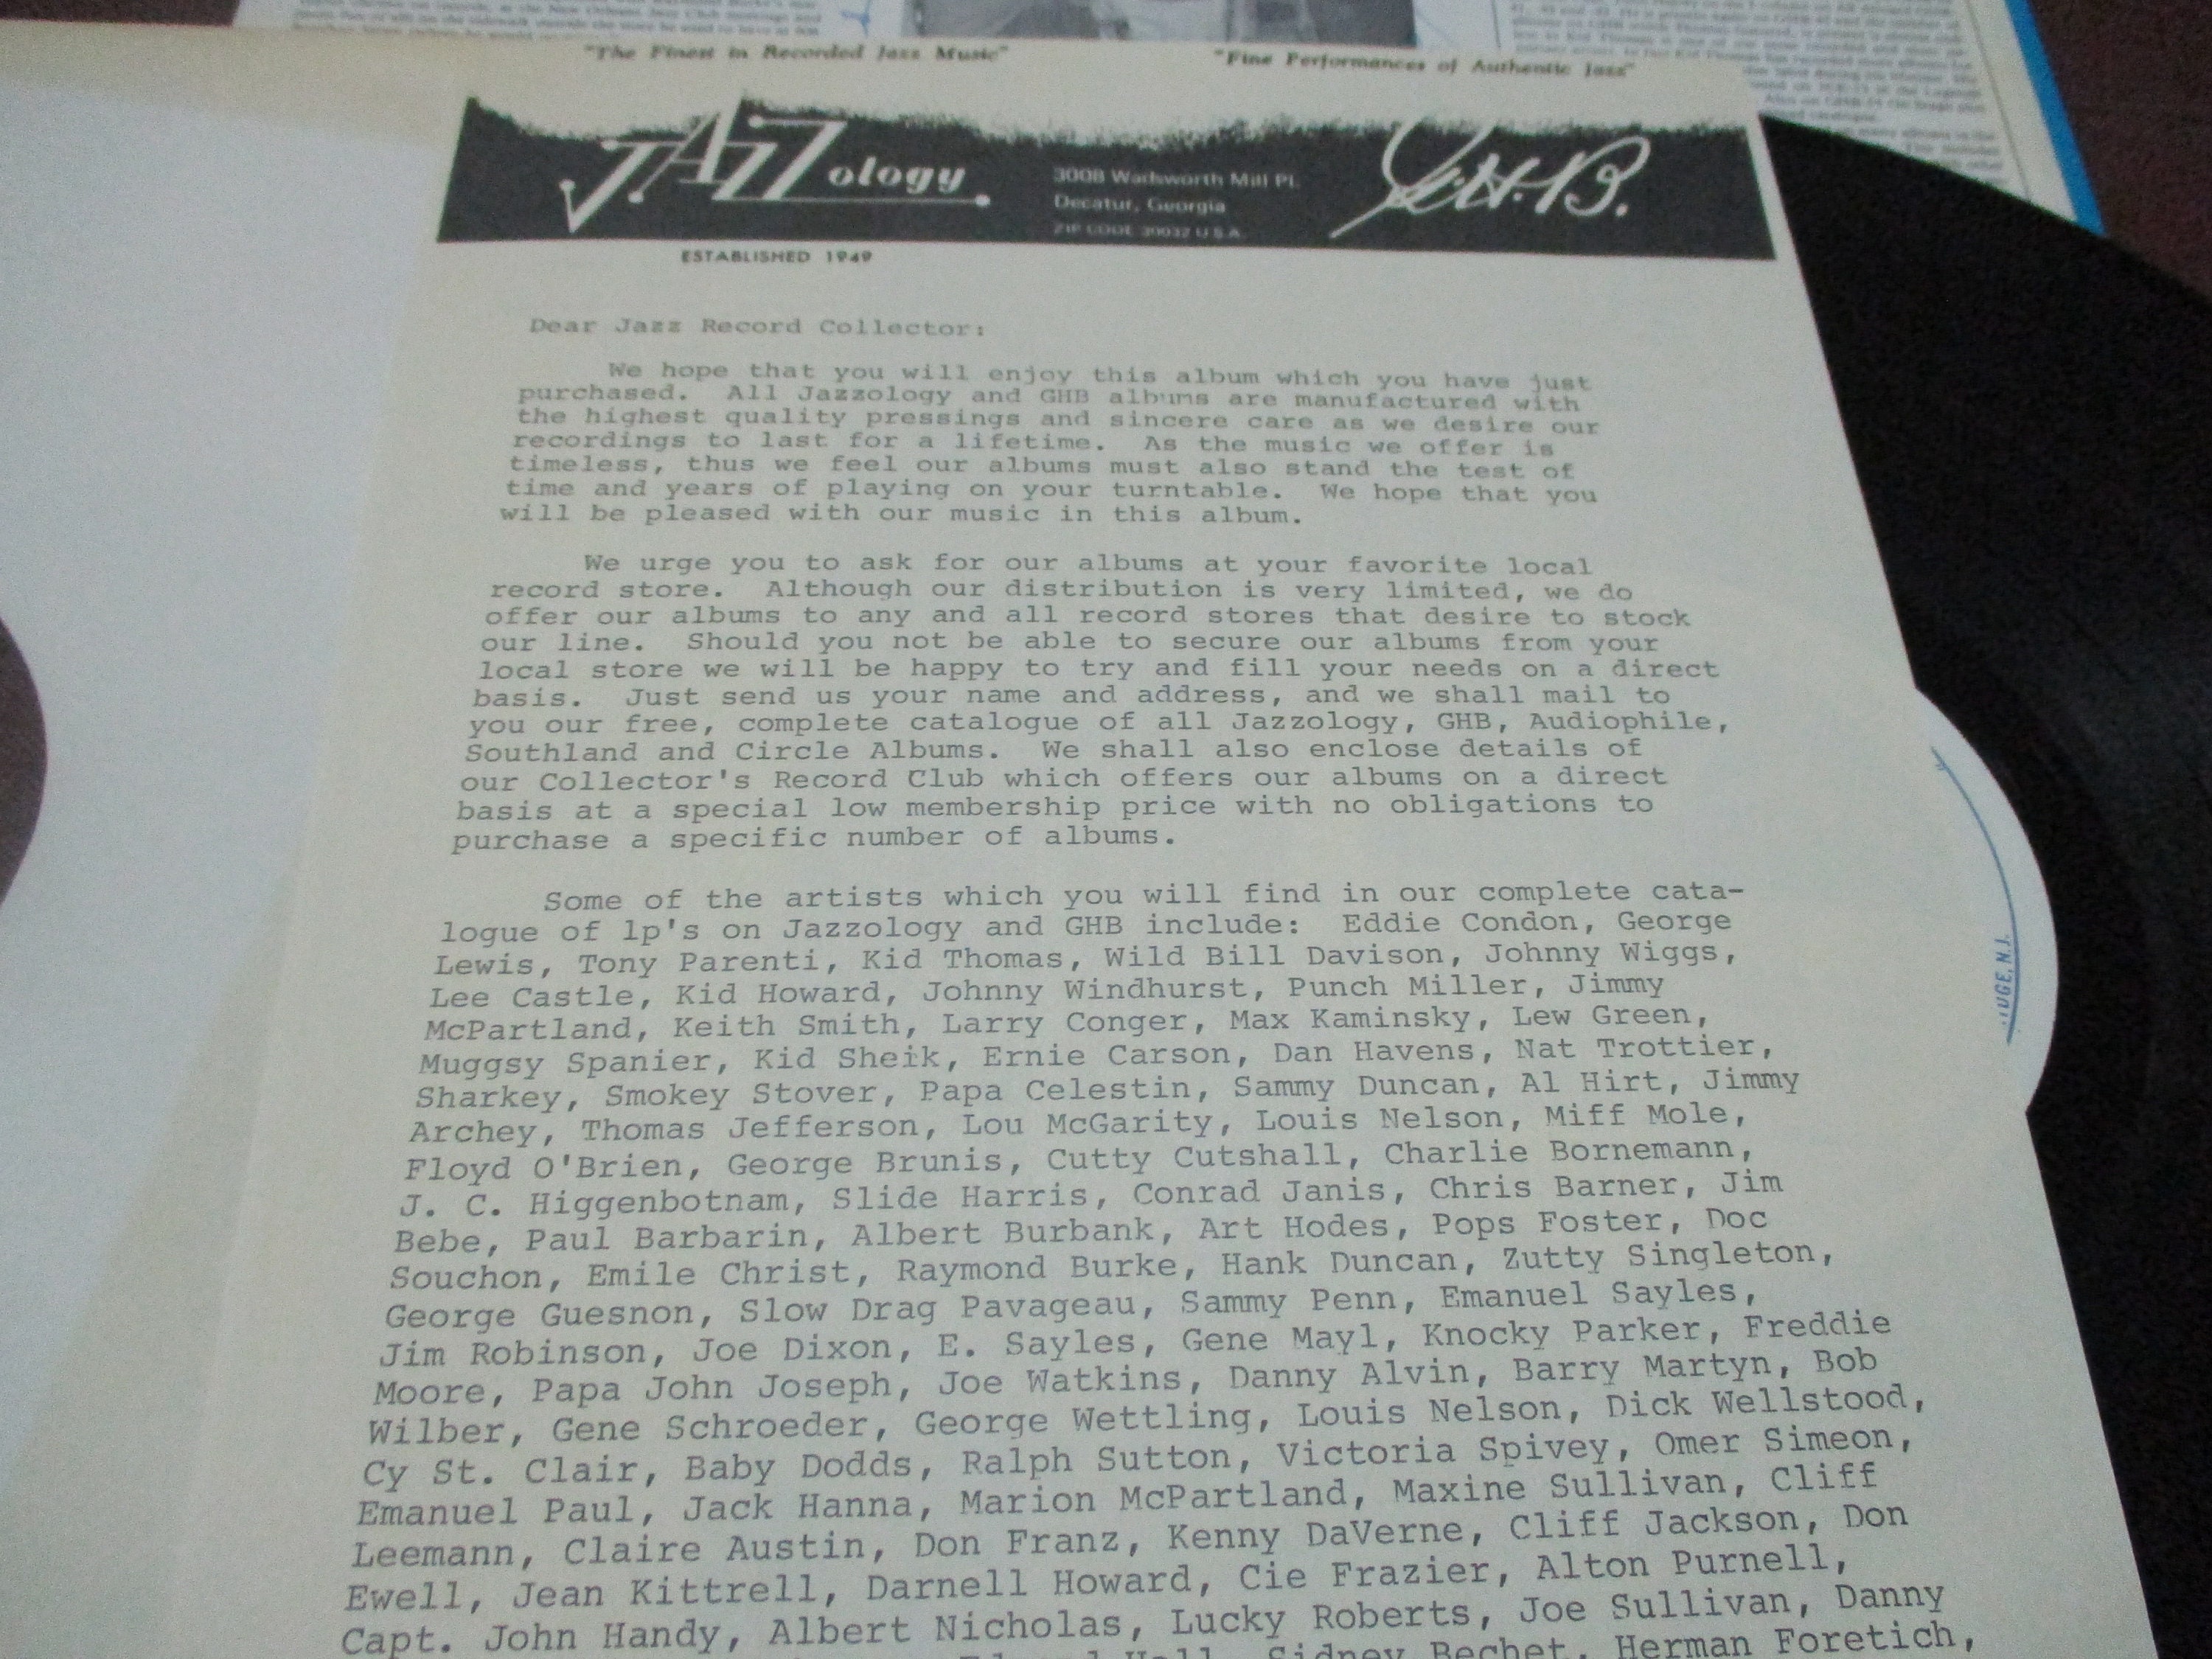 "The Finest in Recorded Jazz Music" "Fine Performances of Authentic Jazz"
JAZZology 3008 Wadsworth Mill Pl. G.H.B.
Decatur, Georgia
ZIP CODE 30032 U.S.A.
ESTABLISHED 1949
Dear Jazz Record Collector:
We hope that you will enjoy this album which you have just
purchased. All Jazzology and GHB albums are manufactured with
the highest quality pressings and sincere care as we desire our
recordings to last for a lifetime. As the music we offer is
timeless, thus we feel our albums must also stand the test of
time and years of playing on your turntable. We hope that you
will be pleased with our music in this album.
We urge you to ask for our albums at your favorite local
record store. Although our distribution is very limited, we do
offer our albums to any and all record stores that desire to stock
our line. Should you not be able to secure our albums from your
local store we will be happy to try and fill your needs on a direct
basis. Just send us your name and address, and we shall mail to
you our free, complete catalogue of all Jazzology, GHB, Audiophile,
Southland and Circle Albums. We shall also enclose details of
our Collector's Record Club which offers our albums on a direct
basis at a special low membership price with no obligations to
purchase a specific number of albums.
Some of the artists which you will find in our complete cata-
logue of lp's on Jazzology and GHB include: Eddie Condon, George
Lewis, Tony Parenti, Kid Thomas, Wild Bill Davison, Johnny Wiggs,
Lee Castle, Kid Howard, Johnny Windhurst, Punch Miller, Jimmy
McPartland, Keith Smith, Larry Conger, Max Kaminsky, Lew Green,
Muggsy Spanier, Kid Sheik, Ernie Carson, Dan Havens, Nat Trottier,
Sharkey, Smokey Stover, Papa Celestin, Sammy Duncan, Al Hirt, Jimmy
Archey, Thomas Jefferson, Lou McGarity, Louis Nelson, Miff Mole,
Floyd O'Brien, George Brunis, Cutty Cutshall, Charlie Bornemann,
J. C. Higgenbotnam, Slide Harris, Conrad Janis, Chris Barner, Jim
Bebe, Paul Barbarin, Albert Burbank, Art Hodes, Pops Foster, Doc
Souchon, Emile Christ, Raymond Burke, Hank Duncan, Zutty Singleton,
George Guesnon, Slow Drag Pavageau, Sammy Penn, Emanuel Sayles,
Jim Robinson, Joe Dixon, E. Sayles, Gene Mayl, Knocky Parker, Freddie
Moore, Papa John Joseph, Joe Watkins, Danny Alvin, Barry Martyn, Bob
Wilber, Gene Schroeder, George Wettling, Louis Nelson, Dick Wellstood,
Cy St. Clair, Baby Dodds, Ralph Sutton, Victoria Spivey, Omer Simeon,
Emanuel Paul, Jack Hanna, Marion McPartland, Maxine Sullivan, Cliff
Leemann, Claire Austin, Don Franz, Kenny DaVerne, Cliff Jackson, Don
Ewell, Jean Kittrell, Darnell Howard, Cie Frazier, Alton Purnell,
Capt. John Handy, Albert Nicholas, Lucky Roberts, Joe Sullivan, Danny
Hall, Sidney Bechet, Herman Foretich,
N.J.